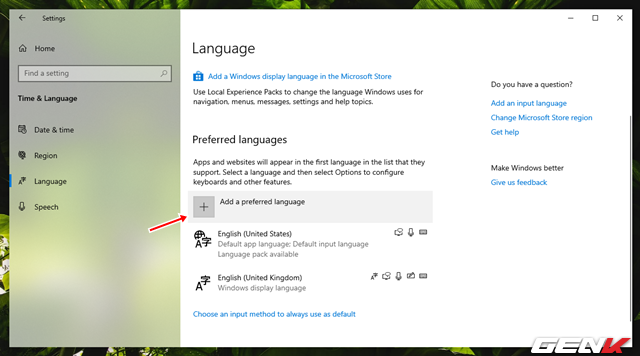 Settings
Home
Find a setting
Time & Language
Date & time
Region
Language
Speech
Language
Add a Windows display language in the Microsoft Store
Use Local Experience Packs to change the language Windows uses for
navigation, menus, messages, settings and help topics.
Preferred languages
Apps and websites will appear in the first language in the list that they
support. Select a language and then select Options to configure
keyboards and other features.
Add a preferred language
English (United States)
Default app language: Default input language
Language pack available
English (United Kingdom)
Windows display language
Choose an input method to always use as default
Do you have a question?
Add an input language
Change Microsoft Store region
Get help
Make Windows better
Give us feedback
GENK